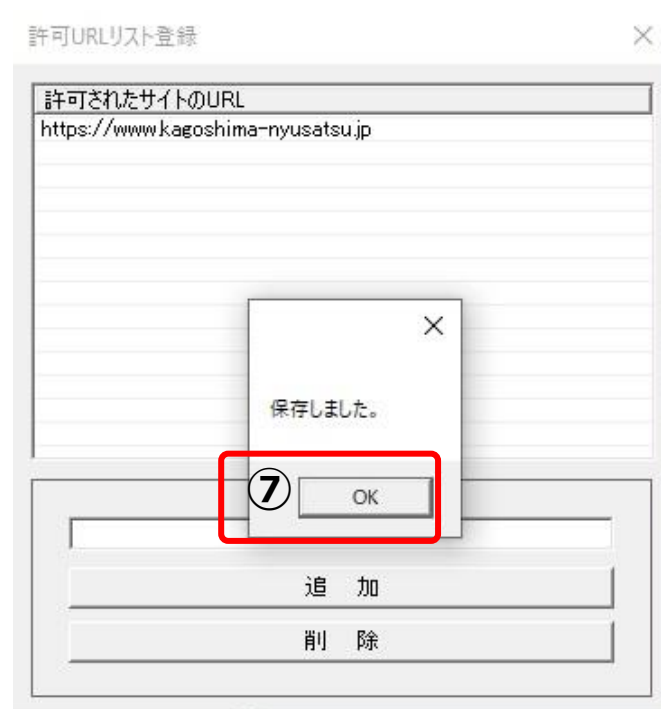 許可URLリスト登録
許可されたサイトのURL
https://www.kagoshima-nyusatsu.jp
保存しました。
⑦ OK
追 加
削 除